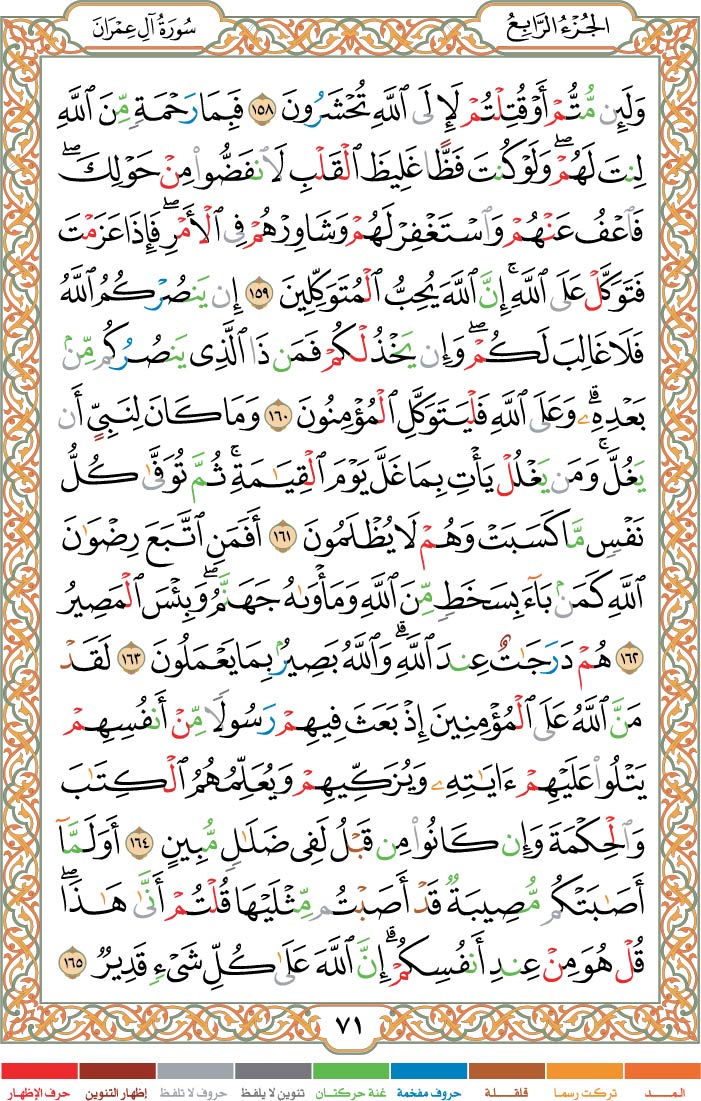 الجُزْءُ الرَّابِعُ
سُورَةُ آلِ عِمْرَانَ
وَلَئِن مُّتُّمْ أَوْ قُتِلْتُمْ لَإِلَى ٱللَّهِ تُحْشَرُونَ ١٥٨ فَبِمَا رَحْمَةٍ مِّنَ ٱللَّهِ
لِنتَ لَهُمْ ۖ وَلَوْ كُنتَ فَظًّا غَلِيظَ ٱلْقَلْبِ لَٱنفَضُّوا۟ مِنْ حَوْلِكَ ۖ
فَٱعْفُ عَنْهُمْ وَٱسْتَغْفِرْ لَهُمْ وَشَاوِرْهُمْ فِى ٱلْأَمْرِ ۖ فَإِذَا عَزَمْتَ
فَتَوَكَّلْ عَلَى ٱللَّهِ ۚ إِنَّ ٱللَّهَ يُحِبُّ ٱلْمُتَوَكِّلِينَ ١٥٩ إِن يَنصُرْكُمُ ٱللَّهُ
فَلَا غَالِبَ لَكُمْ ۖ وَإِن يَخْذُلْكُمْ فَمَن ذَا ٱلَّذِى يَنصُرُكُم مِّنۢ
بَعْدِهِۦ ۗ وَعَلَى ٱللَّهِ فَلْيَتَوَكَّلِ ٱلْمُؤْمِنُونَ ١٦٠ وَمَا كَانَ لِنَبِىٍّ أَن
يَغُلَّ ۚ وَمَن يَغْلُلْ يَأْتِ بِمَا غَلَّ يَوْمَ ٱلْقِيَـٰمَةِ ۚ ثُمَّ تُوَفَّىٰ كُلُّ
نَفْسٍ مَّا كَسَبَتْ وَهُمْ لَا يُظْلَمُونَ ١٦١ أَفَمَنِ ٱتَّبَعَ رِضْوَٰنَ
ٱللَّهِ كَمَنۢ بَآءَ بِسَخَطٍ مِّنَ ٱللَّهِ وَمَأْوَىٰهُ جَهَنَّمُ ۚ وَبِئْسَ ٱلْمَصِيرُ
١٦٢ هُمْ دَرَجَـٰتٌ عِندَ ٱللَّهِ ۗ وَٱللَّهُ بَصِيرٌۢ بِمَا يَعْمَلُونَ ١٦٣ لَقَدْ
مَنَّ ٱللَّهُ عَلَى ٱلْمُؤْمِنِينَ إِذْ بَعَثَ فِيهِمْ رَسُولًا مِّنْ أَنفُسِهِمْ
يَتْلُوا۟ عَلَيْهِمْ ءَايَـٰتِهِۦ وَيُزَكِّيهِمْ وَيُعَلِّمُهُمُ ٱلْكِتَـٰبَ
وَٱلْحِكْمَةَ وَإِن كَانُوا۟ مِن قَبْلُ لَفِى ضَلَـٰلٍ مُّبِينٍ ١٦٤ أَوَلَمَّآ
أَصَـٰبَتْكُم مُّصِيبَةٌ قَدْ أَصَبْتُم مِّثْلَيْهَا قُلْتُمْ أَنَّىٰ هَـٰذَا ۖ
قُلْ هُوَ مِنْ عِندِ أَنفُسِكُمْ ۗ إِنَّ ٱللَّهَ عَلَىٰ كُلِّ شَىْءٍ قَدِيرٌ ١٦٥
٧١
المــــد تركت رسما قلقـــلة حروف مفخمة غنة حركتان تنوين لا يلفظ حروف لا تلفظ إظهار التنوين حرف الإظهار